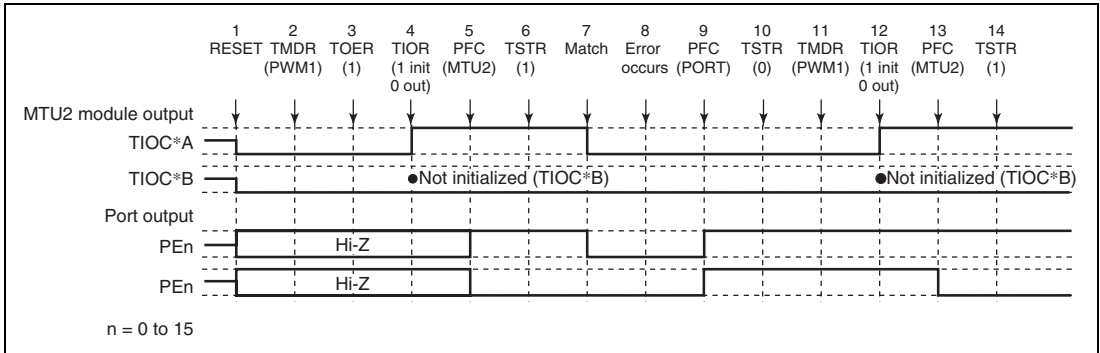 1 2 3 4 5 6 7 8 9 10 11 12 13 14
RESET TMDR TOER TIOR PFC TSTR Match Error PFC TSTR TMDR TIOR PFC TSTR
(PWM1) (1) (1 init (MTU2) (1) occurs (PORT) (0) (PWM1) (1 init (MTU2) (1)
0 out) 0 out)
MTU2 module output
TIOC*A
TIOC*B ●Not initialized (TIOC*B) ●Not initialized (TIOC*B)
Port output
PEn Hi-Z
PEn Hi-Z
n = 0 to 15